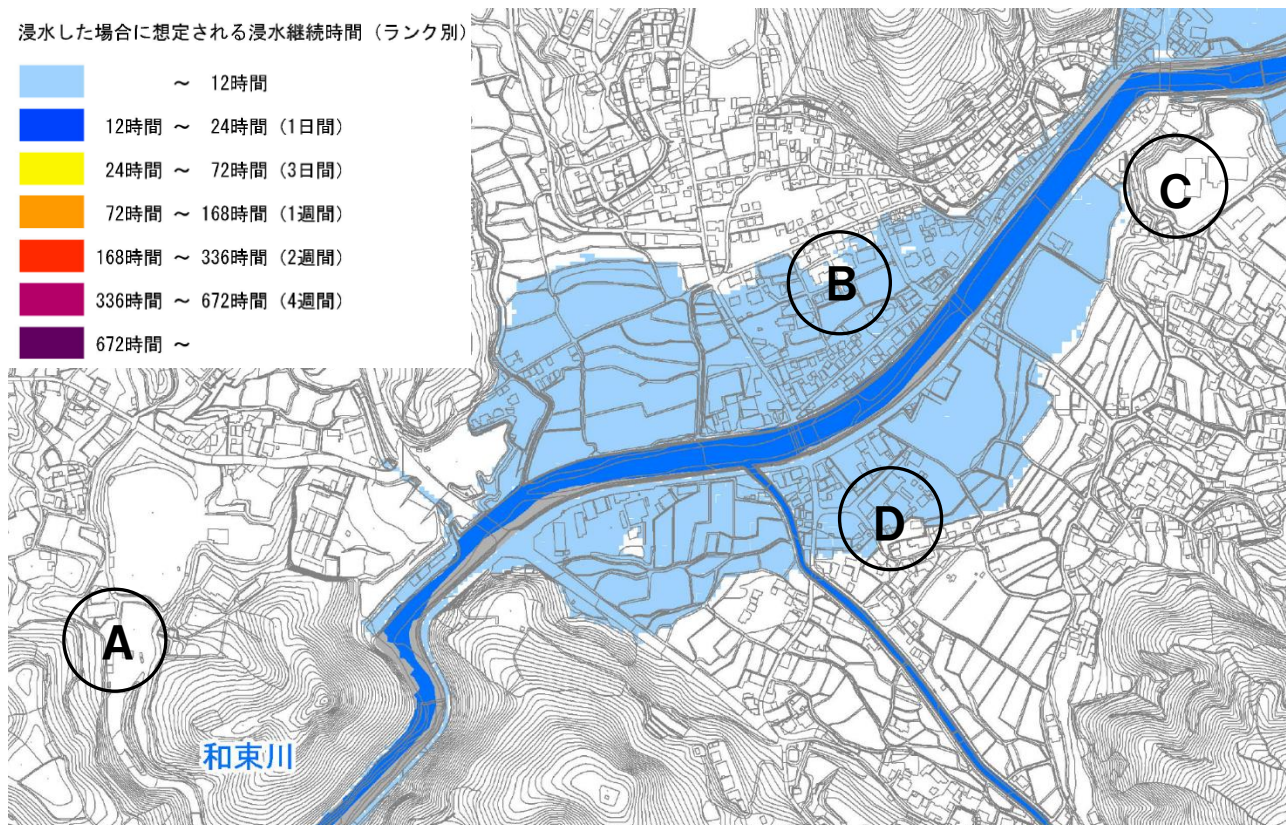 浸水した場合に想定される浸水継続時間（ランク別）
～ 12時間
12時間 ～ 24時間（1日間）
24時間 ～ 72時間（3日間）
72時間 ～ 168時間（1週間）
168時間 ～ 336時間（2週間）
336時間 ～ 672時間（4週間）
672時間 ～
C
B
D
A
和束川